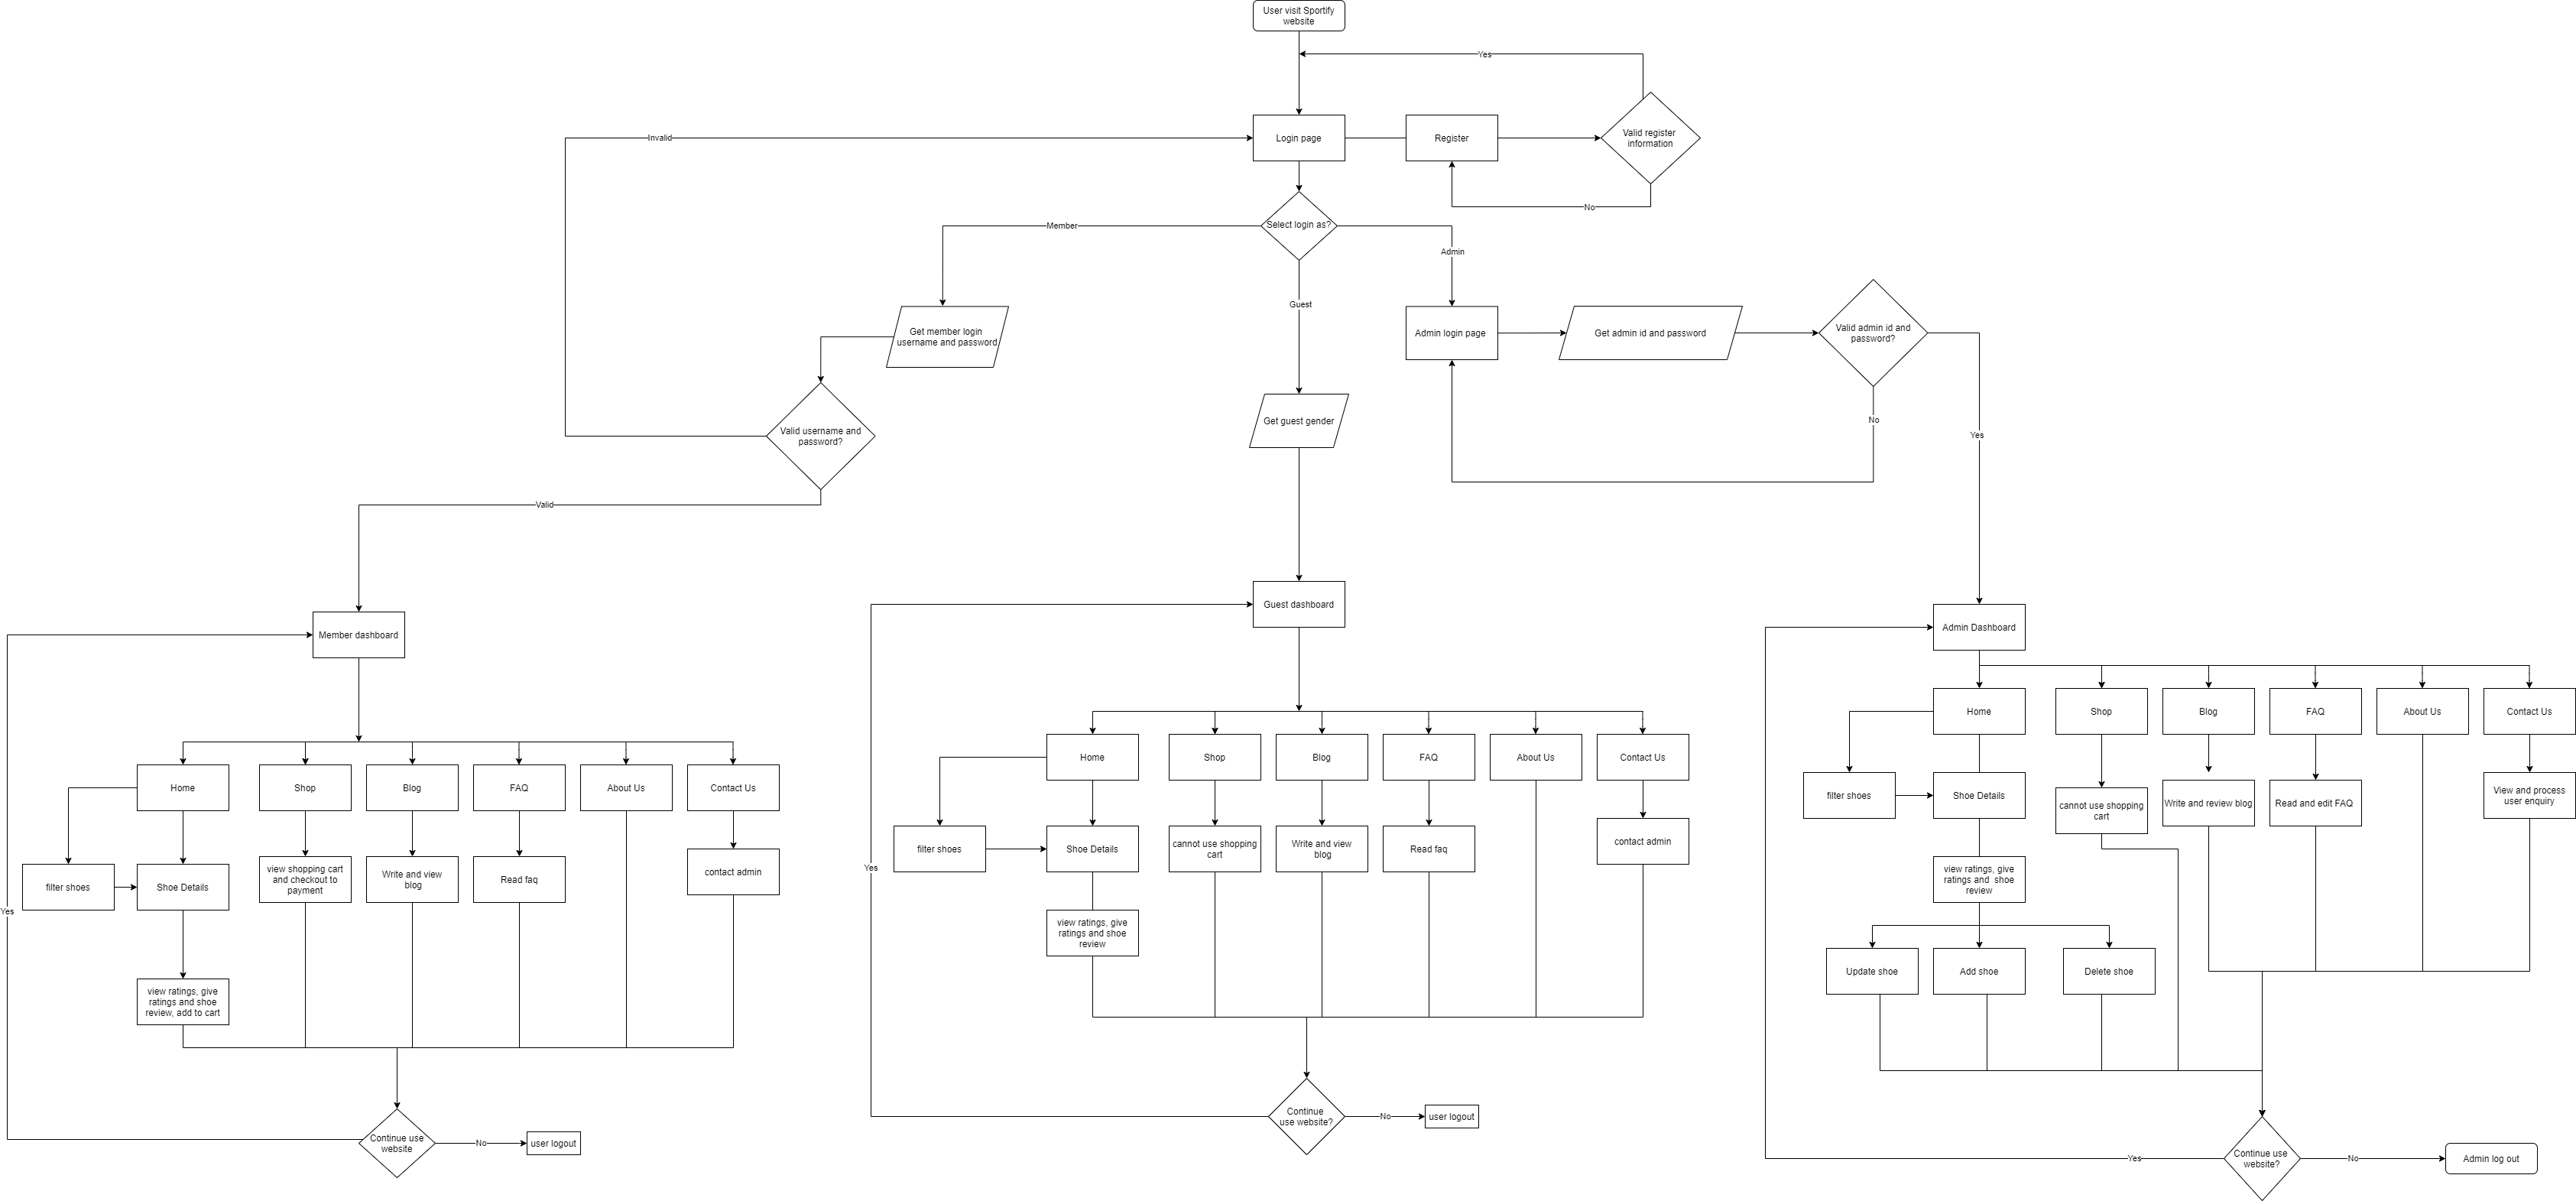 User visit Sportify
website
Yes
Invalid
Login page
Register
Valid register
information
No
Member
Select login as?
Admin
Guest
Get member login
username and password
Admin login page
Get admin id and password
Valid admin id and
password?
Valid username and
password?
Get guest gender
No
Yes
Valid
Member dashboard
Guest dashboard
Admin Dashboard
Home
Shop
Blog
FAQ
About Us
Contact Us
filter shoes
Shoe Details
view shopping cart
and checkout to
payment
Write and view
blog
Read faq
contact admin
Yes
view ratings, give
ratings and shoe
review, add to cart
Continue use
website
No
user logout
Home
Shop
Blog
FAQ
About Us
Contact Us
filter shoes
Shoe Details
cannot use shopping
cart
Write and view
blog
Read faq
contact admin
Yes
view ratings, give
ratings and shoe
review
Continue
use website?
No
user logout
Home
Shop
Blog
FAQ
About Us
Contact Us
filter shoes
Shoe Details
cannot use shopping
cart
Write and review blog
Read and edit FAQ
View and process
user enquiry
view ratings, give
ratings and shoe
review
Update shoe
Add shoe
Delete shoe
Yes
Continue use
website?
No
Admin log out